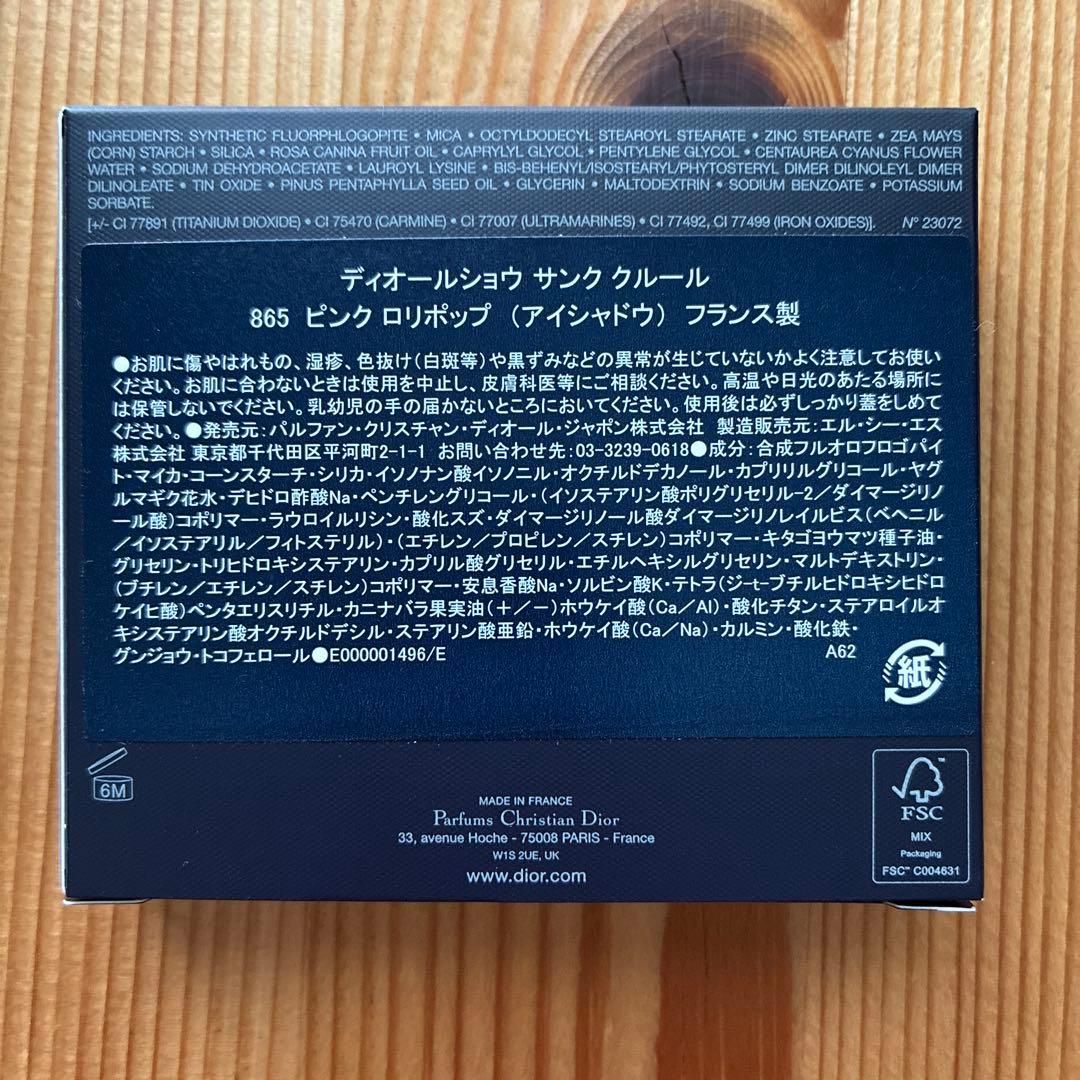 INGREDIENTS: SYNTHETIC FLUORPHLOGOPITE • MICA • OCTYLDODECYL STEAROYL STEARATE • ZINC STEARATE • ZEA MAYS
(CORN) STARCH • SILICA • ROSA CANINA FRUIT OIL • CAPRYLYL GLYCOL • PENTYLENE GLYCOL • CENTAUREA CYANUS FLOWER
WATER • SODIUM DEHYDROACETATE • LAUROYL LYSINE • BIS-BEHENYL/ISOSTEARYL/PHYTOSTERYL DIMER DILINOLEYL DIMER
DILINOLEATE • TIN OXIDE • PINUS PENTAPHYLLA SEED OIL • GLYCERIN • MALTODEXTRIN • SODIUM BENZOATE • POTASSIUM
SORBATE.
[+/- CI 77891 (TITANIUM DIOXIDE) • CI 75470 (CARMINE) • CI 77007 (ULTRAMARINES) • CI 77492, CI 77499 (IRON OXIDES)]. N° 23072
ディオールショウ サンク クルール
865 ピンク ロリポップ （アイシャドウ） フランス製
●お肌に傷やはれもの、湿疹、色抜け(白斑等)や黒ずみなどの異常が生じていないかよく注意してお使い
ください。お肌に合わないときは使用を中止し、皮膚科医等にご相談ください。高温や日光のあたる場所に
は保管しないでください。乳幼児の手の届かないところにおいてください。使用後は必ずしっかり蓋をしめて
ください。●発売元:パルファン・クリスチャン・ディオール・ジャポン株式会社 製造販売元:エル・シー・エス
株式会社 東京都千代田区平河町2-1-1 お問い合わせ先:03-3239-0618●成分:合成フルオロフロゴパイ
ト・マイカ・コーンスターチ・シリカ・イソノナン酸イソノニル・オクチルドデカノール・カプリリルグリコール・ヤグ
ルマギク花水・デヒドロ酢酸Na・ペンチレングリコール・(イソステアリン酸ポリグリセリル-2／ダイマージリノ
ール酸)コポリマー・ラウロイルリシン・酸化スズ・ダイマージリノール酸ダイマージリノレイルビス(ベヘニル
／イソステアリル／フィトステリル)・(エチレン／プロピレン／スチレン)コポリマー・キタゴヨウマツ種子油・
グリセリン・トリヒドロキシステアリン・カプリル酸グリセリル・エチルヘキシルグリセリン・マルトデキストリン・
(ブチレン／エチレン／スチレン)コポリマー・安息香酸Na・ソルビン酸K・テトラ(ジ-t-ブチルヒドロキシヒドロ
ケイヒ酸)ペンタエリスリチル・カニナバラ果実油(＋／－)ホウケイ酸(Ca／Al)・酸化チタン・ステアロイルオ
キシステアリン酸オクチルドデシル・ステアリン酸亜鉛・ホウケイ酸(Ca／Na)・カルミン・酸化鉄・
グンジョウ・トコフェロール●E000001496/E A62
紙
6M
MADE IN FRANCE
Parfums Christian Dior
33, avenue Hoche - 75008 PARIS - France
W1S 2UE, UK
www.dior.com
FSC
MIX
Packaging
FSC™ C004631